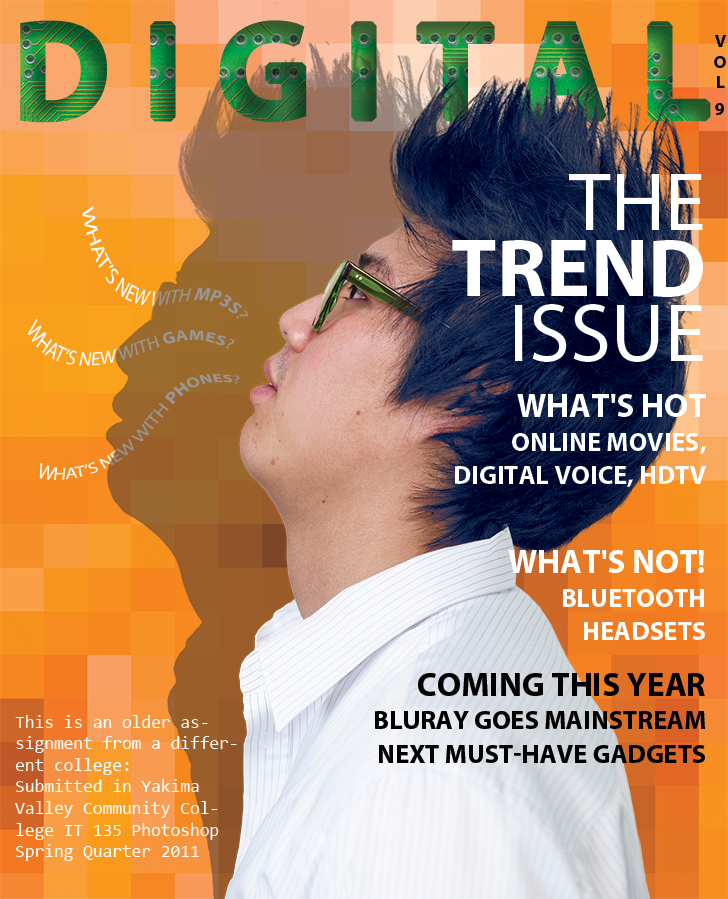 DIGITAL
VOL 9
THE
TREND
ISSUE
WHAT'S NEW WITH MP3S?
WHAT'S NEW WITH GAMES?
WHAT'S NEW WITH PHONES?
WHAT'S HOT
ONLINE MOVIES,
DIGITAL VOICE, HDTV
WHAT'S NOT!
BLUETOOTH
HEADSETS
COMING THIS YEAR
BLURAY GOES MAINSTREAM
NEXT MUST-HAVE GADGETS
This is an older as-
signment from a differ-
ent college:
Submitted in Yakima
Valley Community Col-
lege IT 135 Photoshop
Spring Quarter 2011